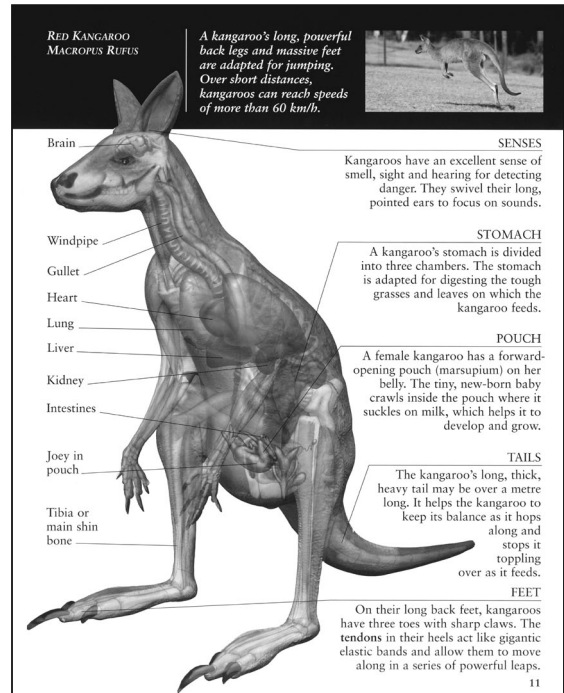 RED KANGAROO
MACROPUS RUFUS
A kangaroo's long, powerful
back legs and massive feet
are adapted for jumping.
Over short distances,
kangaroos can reach speeds
of more than 60 km/h.
Brain
Windpipe
Gullet
Heart
Lung
Liver
Kidney
Intestines
Joey in
pouch
Tibia or
main shin
bone
SENSES
Kangaroos have an excellent sense of
smell, sight and hearing for detecting
danger. They swivel their long,
pointed ears to focus on sounds.
STOMACH
A kangaroo's stomach is divided
into three chambers. The stomach
is adapted for digesting the tough
grasses and leaves on which the
kangaroo feeds.
POUCH
A female kangaroo has a forward-
opening pouch (marsupium) on her
belly. The tiny, new-born baby
crawls inside the pouch where it
suckles on milk, which helps it to
develop and grow.
TAILS
The kangaroo's long, thick,
heavy tail may be over a metre
long. It helps the kangaroo to
keep its balance as it hops
along and
stops it
toppling
over as it feeds.
FEET
On their long back feet, kangaroos
have three toes with sharp claws. The
tendons in their heels act like gigantic
elastic bands and allow them to move
along in a series of powerful leaps.
11